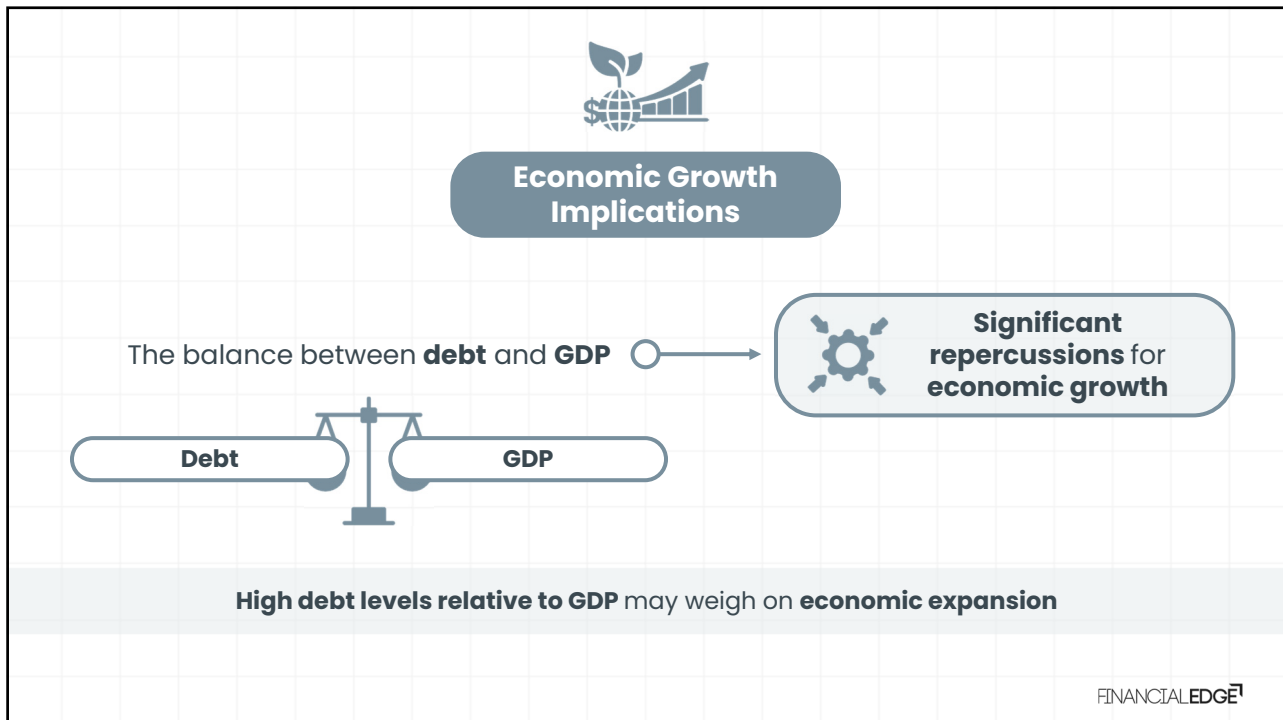 $
Economic Growth
Implications
The balance between debt and GDP
Significant
repercussions for
economic growth
Debt
GDP
High debt levels relative to GDP may weigh on economic expansion
FINANCIALEDGE